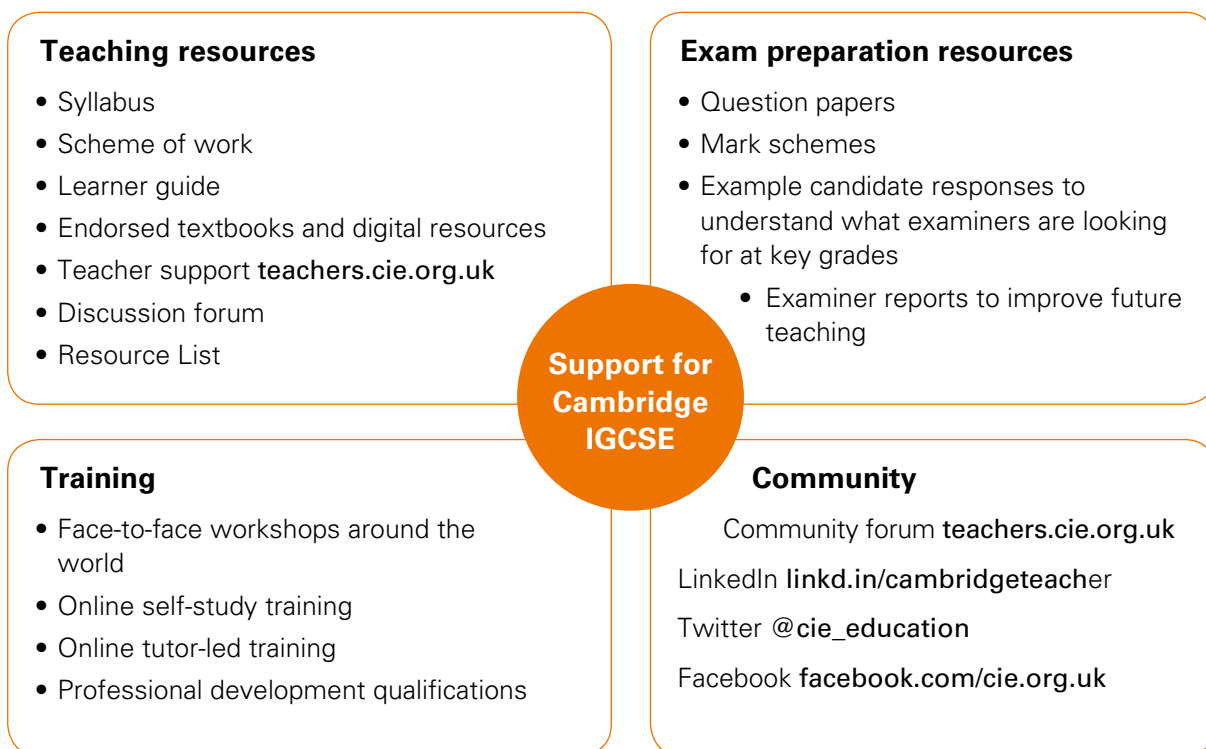 Teaching resources
• Syllabus
• Scheme of work
• Learner guide
• Endorsed textbooks and digital resources
• Teacher support teachers.cie.org.uk
• Discussion forum
• Resource List
Exam preparation resources
• Question papers
• Mark schemes
• Example candidate responses to
understand what examiners are looking
for at key grades
• Examiner reports to improve future
teaching
Support for
Cambridge
IGCSE
Training
• Face-to-face workshops around the
world
• Online self-study training
• Online tutor-led training
• Professional development qualifications
Community
Community forum teachers.cie.org.uk
LinkedIn linkd.in/cambridgeteacher
Twitter @cie_education
Facebook facebook.com/cie.org.uk